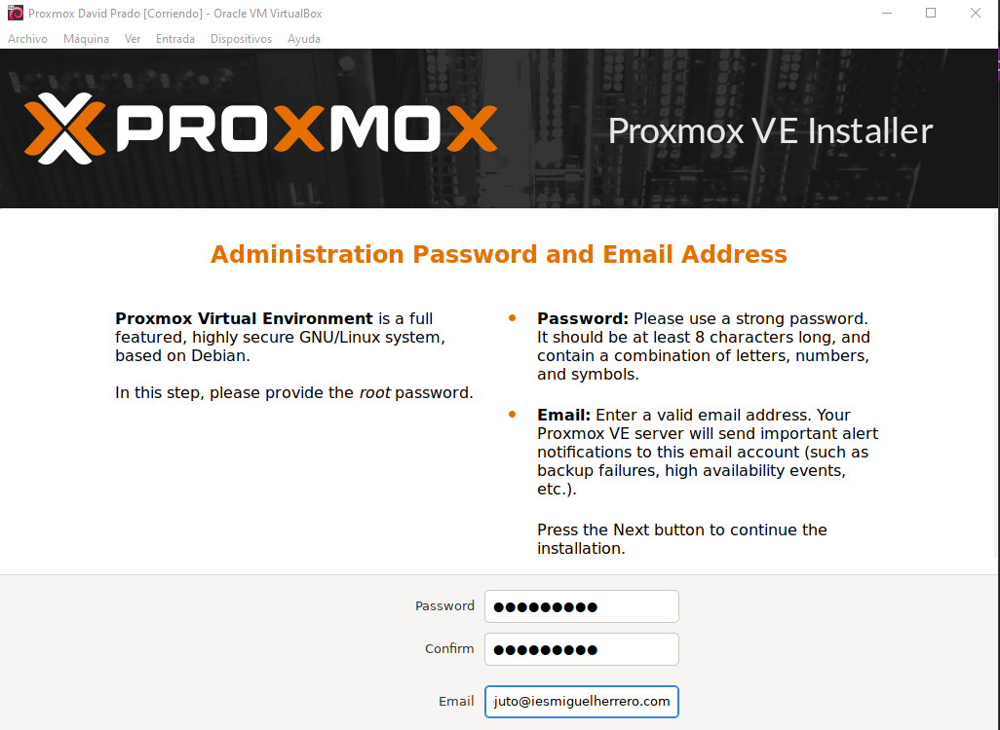 Proxmox David Prado [Corriendo] - Oracle VM VirtualBox
Archivo Máquina Ver Entrada Dispositivos Ayuda
PROXMOX
Proxmox VE Installer
Administration Password and Email Address
Proxmox Virtual Environment is a full
featured, highly secure GNU/Linux system,
based on Debian.
In this step, please provide the root password.
Password: Please use a strong password.
It should be at least 8 characters long, and
contain a combination of letters, numbers,
and symbols.
Email: Enter a valid email address. Your
Proxmox VE server will send important alert
notifications to this email account (such as
backup failures, high availability events,
etc.).
Press the Next button to continue the
installation.
Password ●●●●●●●●●
Confirm ●●●●●●●●●
Email juto@iesmiguelherrero.com